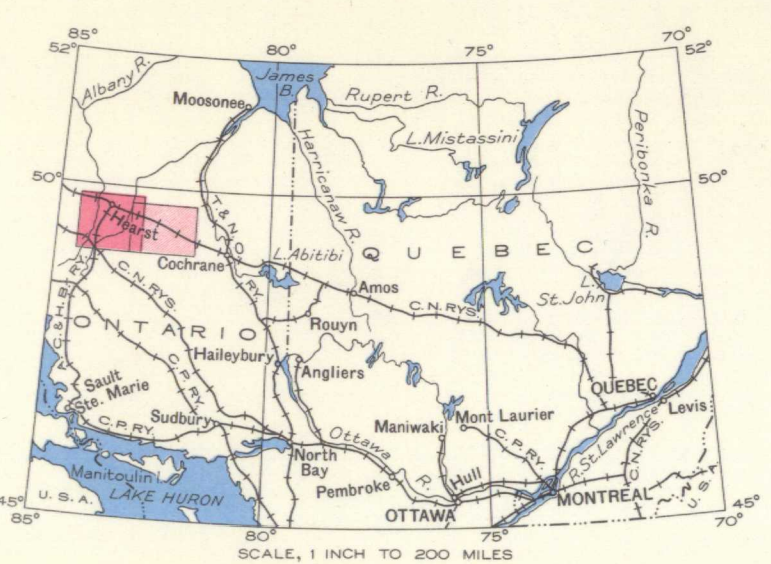 85°
80°
75°
70°
52°
52°
Albany R.
James
B.
Moosonee
Rupert R.
L. Mistassini
Peribonka R.
Harricanaw R.
50°
50°
Hearst
T. & N.O.
RY.
Cochrane
L. Abitibi
QUEBEC
Amos
C.N. RYS.
L.
St. John
A.C. & H.B. RY.
C.N. RYS.
ONTARIO
Rouyn
Haileybury
Angliers
C.P. RY.
Sault
Ste. Marie
C.P. RY.
Sudbury
North
Bay
Ottawa
R.
Maniwaki
Mont Laurier
C.P. RY.
QUEBEC
Levis
R. St. Lawrence
C.N. RYS.
Manitoulin I.
LAKE HURON
U.S.A.
Pembroke
Hull
OTTAWA
MONTREAL
U.S.
45°
45°
85°
80°
75°
70°
SCALE, 1 INCH TO 200 MILES